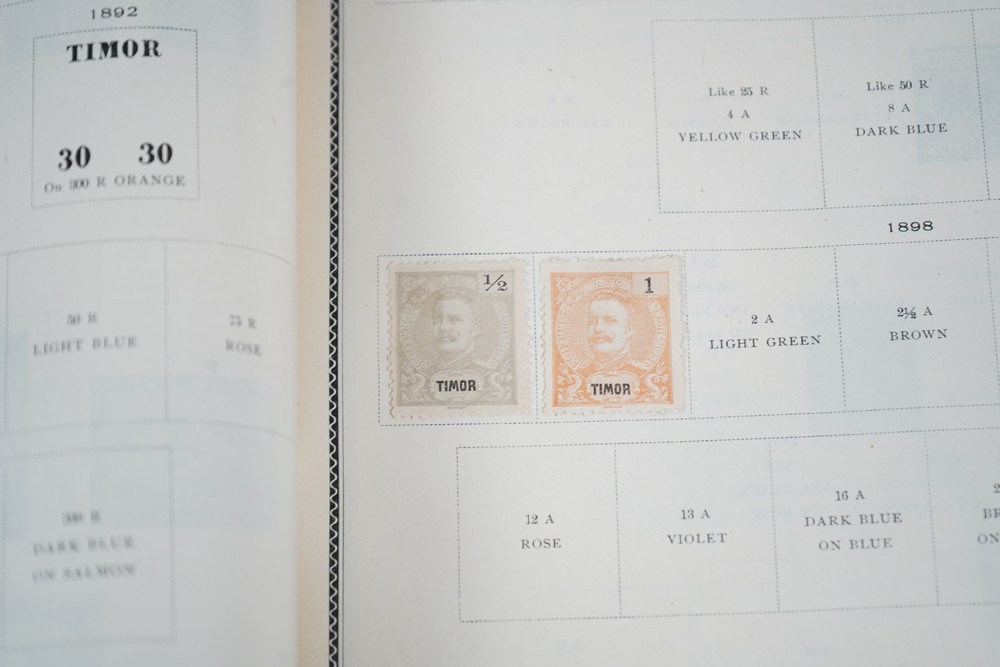 1892
TIMOR
30 30
On 300 R ORANGE
50 R
LIGHT BLUE
75 R
ROSE
300 R
DARK BLUE
ON SALMON
Like 25 R
4 A
YELLOW GREEN
Like 50 R
8 A
DARK BLUE
1898
1/2
TIMOR
1
TIMOR
2 A
LIGHT GREEN
2½ A
BROWN
12 A
ROSE
13 A
VIOLET
16 A
DARK BLUE
ON BLUE